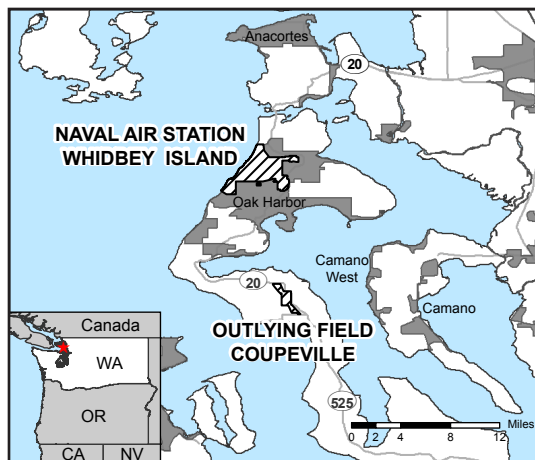 Anacortes
20
NAVAL AIR STATION
WHIDBEY ISLAND
Oak Harbor
Camano
West
20
Camano
OUTLYING FIELD
COUPEVILLE
Canada
WA
OR
CA
NV
525
Miles
0 2 4 8 12